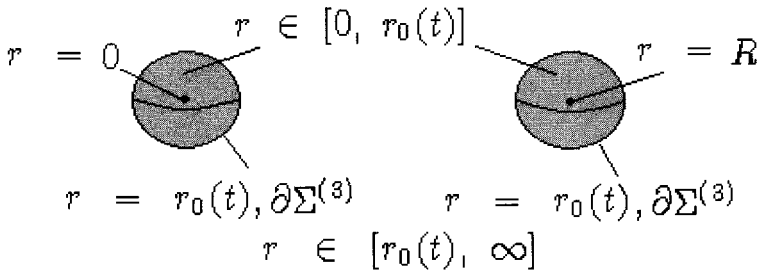 r ∈ [0, r₀(t)]
r = 0
r = R
r = r₀(t), ∂Σ⁽³⁾
r = r₀(t), ∂Σ⁽³⁾
r ∈ [r₀(t), ∞]